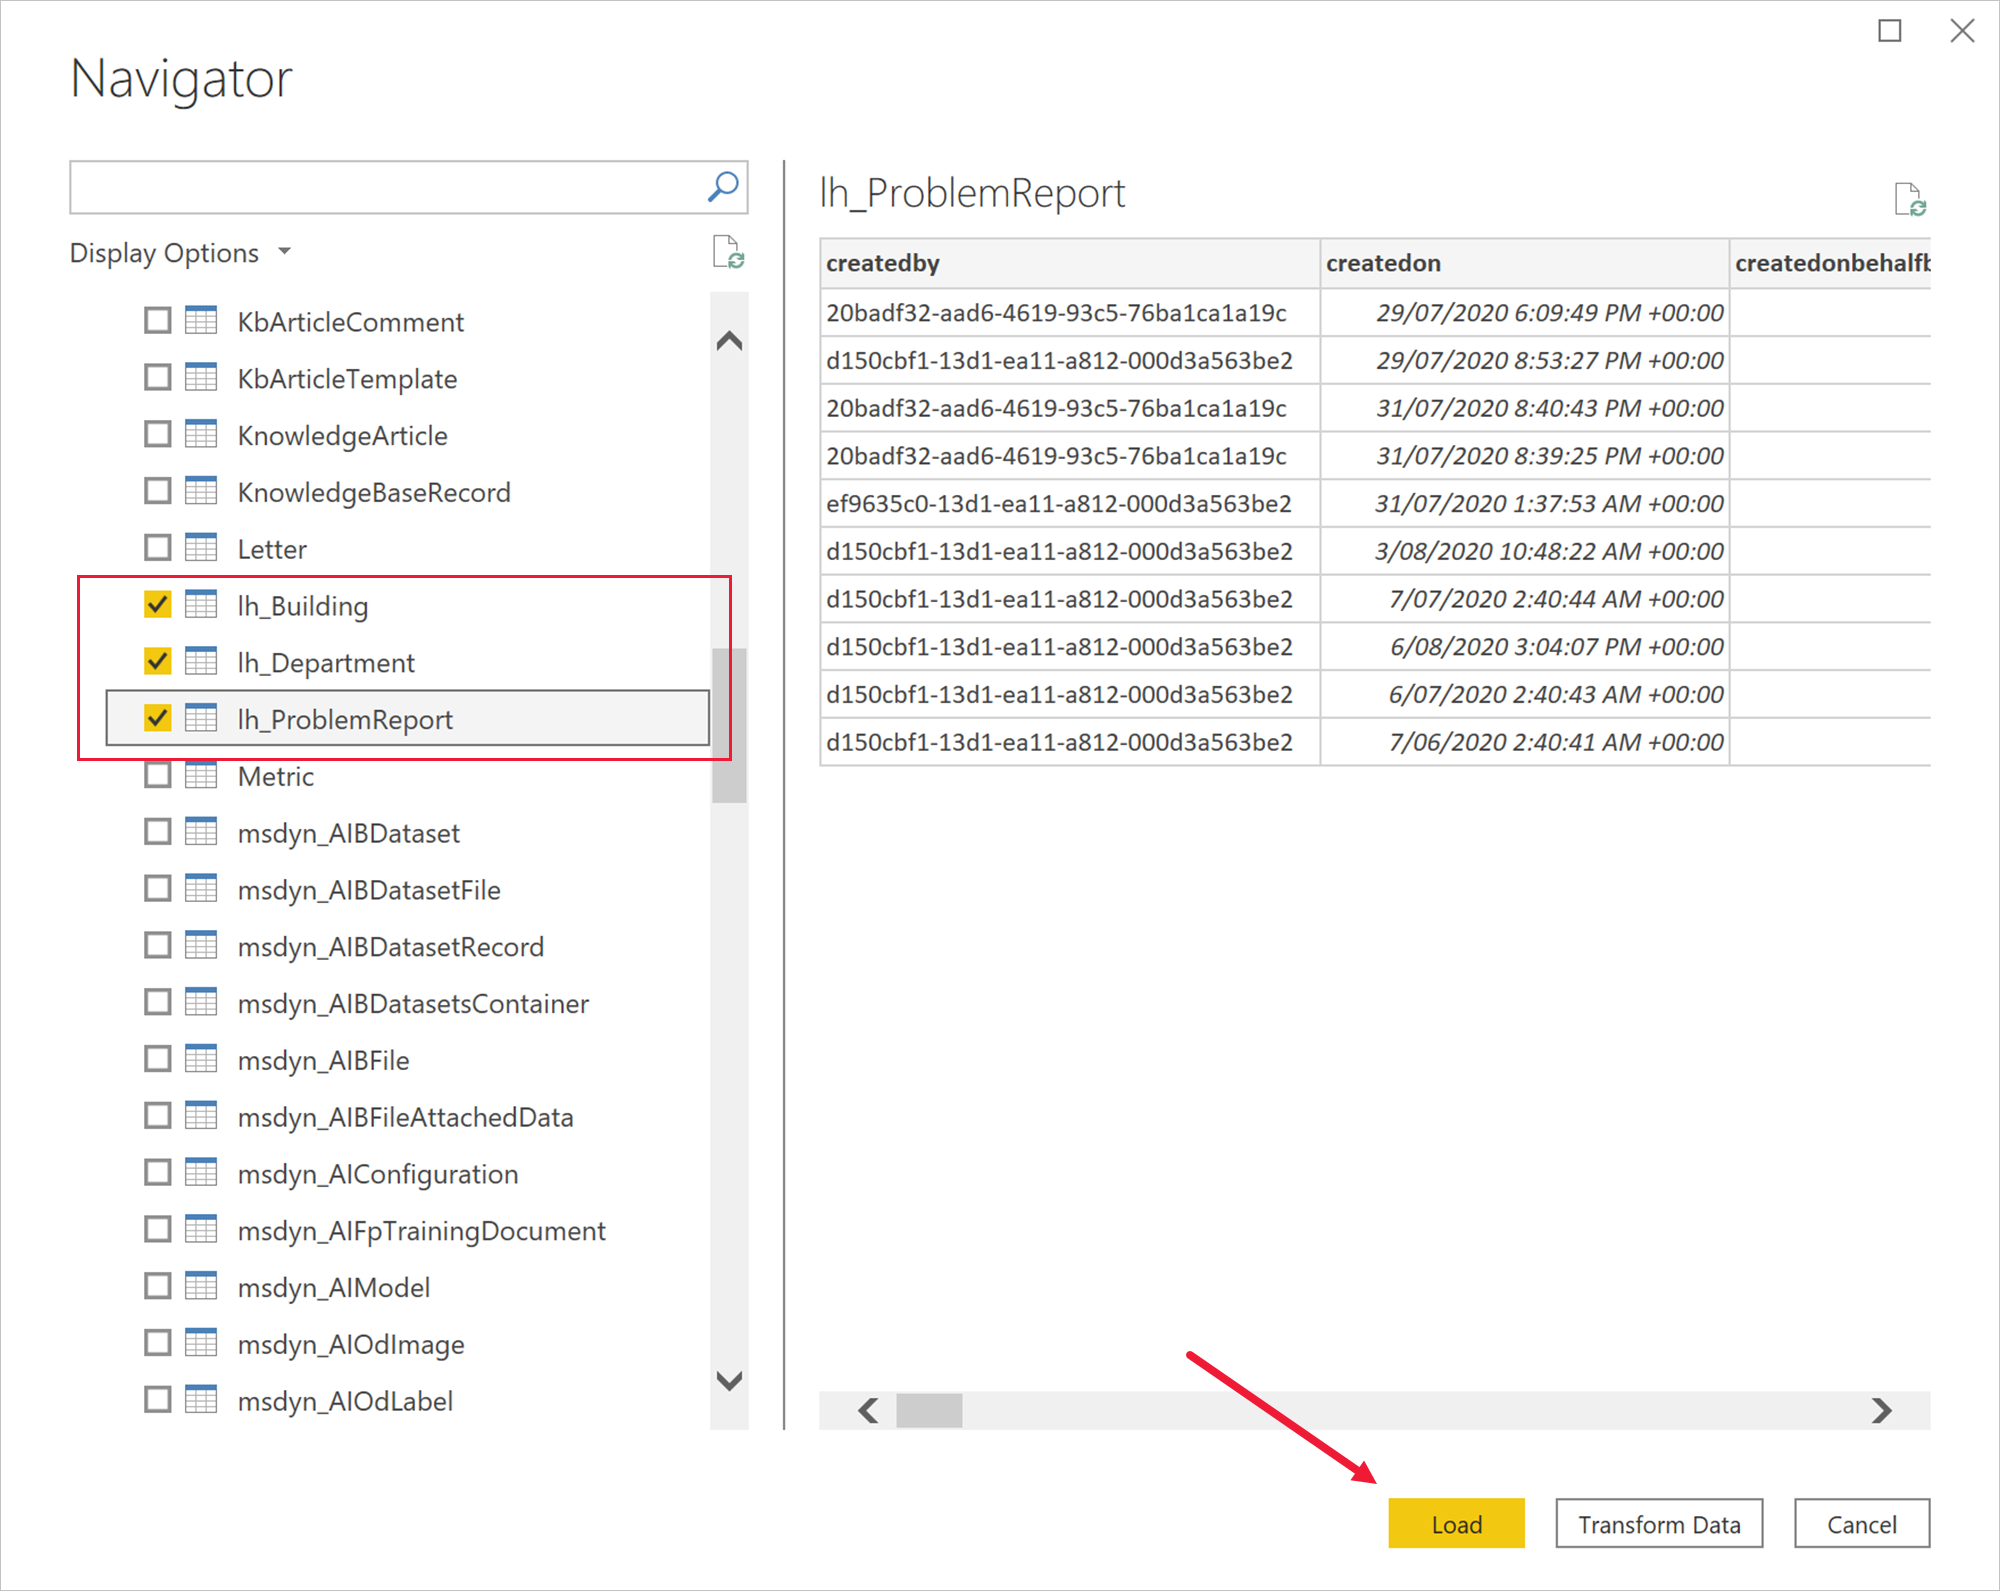 Navigator
Display Options
KbArticleComment
KbArticleTemplate
KnowledgeArticle
KnowledgeBaseRecord
Letter
lh_Building
lh_Department
lh_ProblemReport
Metric
msdyn_AIBDataset
msdyn_AIBDatasetFile
msdyn_AIBDatasetRecord
msdyn_AIBDatasetsContainer
msdyn_AIBFile
msdyn_AIBFileAttachedData
msdyn_AIConfiguration
msdyn_AIFpTrainingDocument
msdyn_AIModel
msdyn_AIOdImage
msdyn_AIOdLabel
lh_ProblemReport
createdby createdon createdonbehalfb
20badf32-aad6-4619-93c5-76ba1ca1a19c 29/07/2020 6:09:49 PM +00:00
d150cbf1-13d1-ea11-a812-000d3a563be2 29/07/2020 8:53:27 PM +00:00
20badf32-aad6-4619-93c5-76ba1ca1a19c 31/07/2020 8:40:43 PM +00:00
20badf32-aad6-4619-93c5-76ba1ca1a19c 31/07/2020 8:39:25 PM +00:00
ef9635c0-13d1-ea11-a812-000d3a563be2 31/07/2020 1:37:53 AM +00:00
d150cbf1-13d1-ea11-a812-000d3a563be2 3/08/2020 10:48:22 AM +00:00
d150cbf1-13d1-ea11-a812-000d3a563be2 7/07/2020 2:40:44 AM +00:00
d150cbf1-13d1-ea11-a812-000d3a563be2 6/08/2020 3:04:07 PM +00:00
d150cbf1-13d1-ea11-a812-000d3a563be2 6/07/2020 2:40:43 AM +00:00
d150cbf1-13d1-ea11-a812-000d3a563be2 7/06/2020 2:40:41 AM +00:00
Load Transform Data Cancel